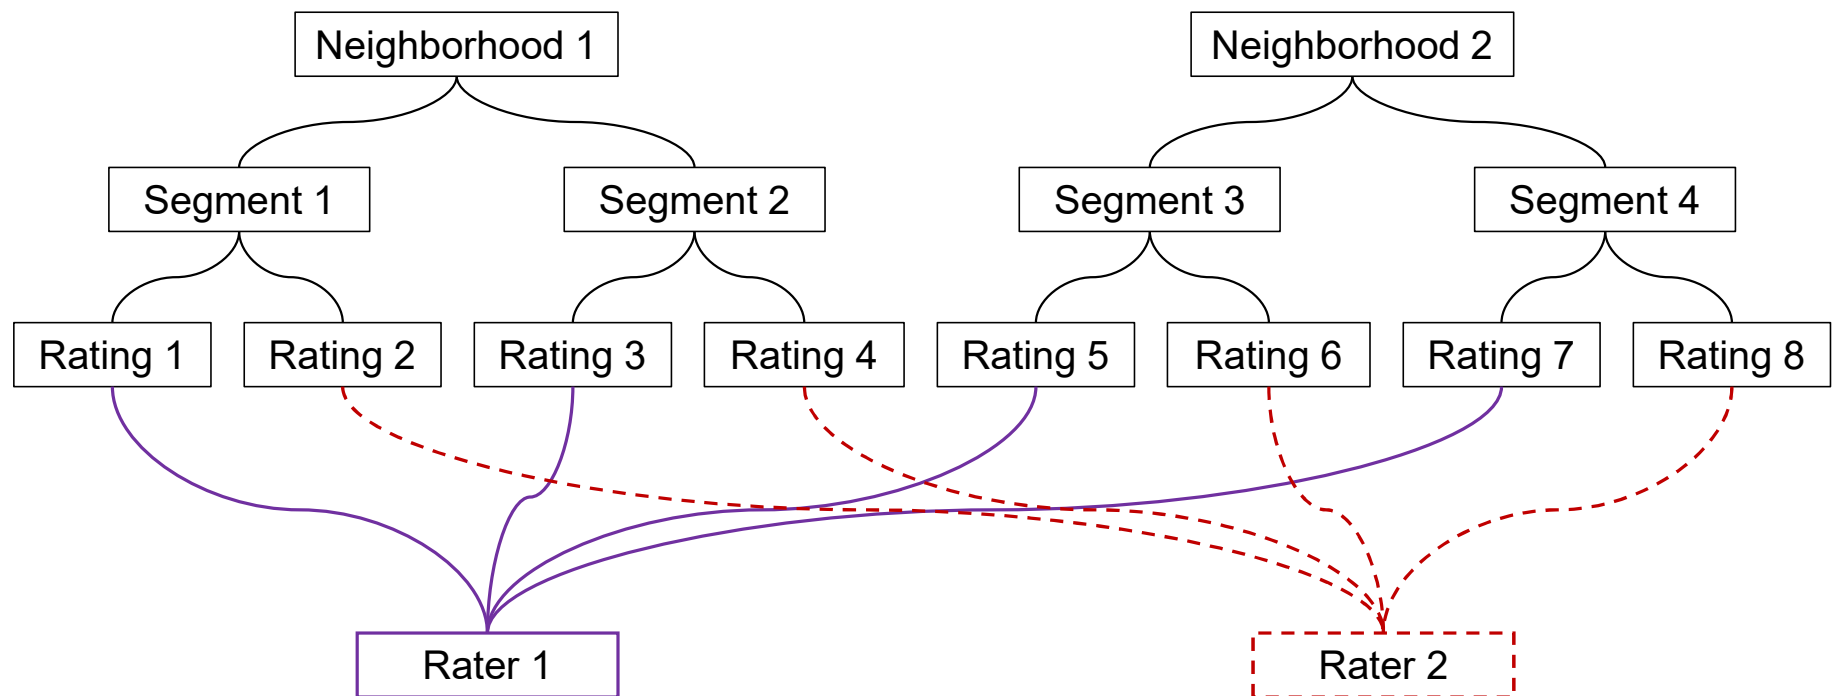 Neighborhood 1
Neighborhood 2
Segment 1
Segment 2
Segment 3
Segment 4
Rating 1
Rating 2
Rating 3
Rating 4
Rating 5
Rating 6
Rating 7
Rating 8
Rater 1
Rater 2